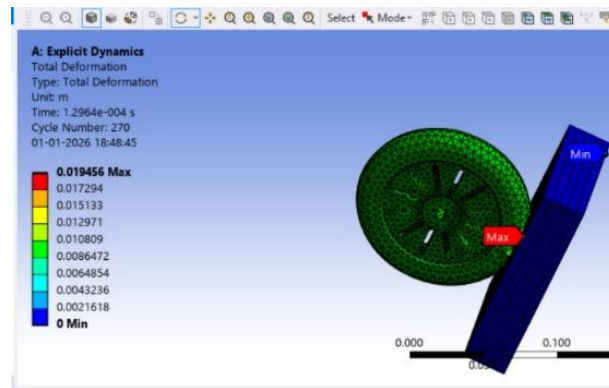 Select Mode
A: Explicit Dynamics
Total Deformation
Type: Total Deformation
Unit: m
Time: 1.2964e-004 s
Cycle Number: 270
01-01-2026 18:48:45
0.019456 Max
0.017294
0.015133
0.012971
0.010809
0.0086472
0.0064854
0.0043236
0.0021618
0 Min
Min
Max
0.000
0.100